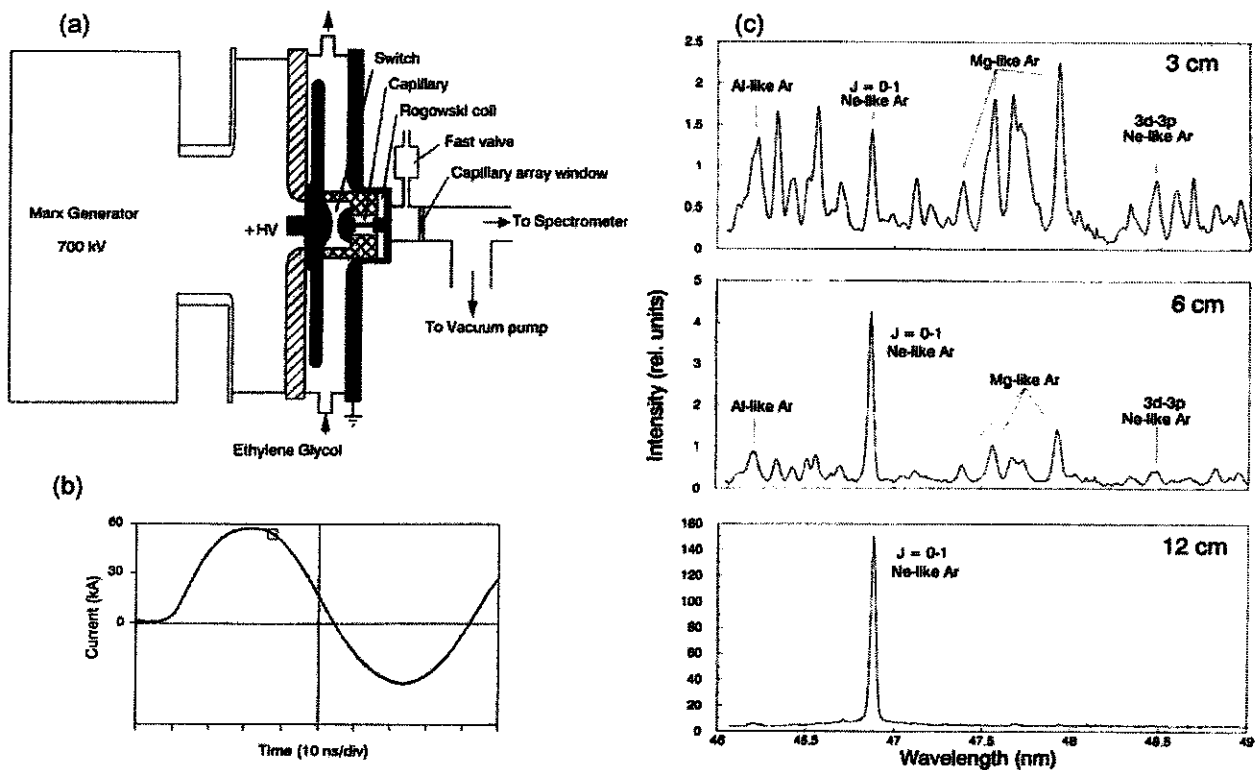 (a)
Switch
Capillary
Rogowski coil
Fast valve
Capillary array window
Marx Generator
700 kV
+HV
To Spectrometer
To Vacuum pump
Ethylene Glycol
(b)
60
30
0
Current (kA)
Time (10 ns/div)
(c)
2.5
2
1.5
1
0.5
0
3 cm
Al-like Ar
J = 0-1
Ne-like Ar
Mg-like Ar
3d-3p
Ne-like Ar
5
4
3
2
1
0
6 cm
Al-like Ar
J = 0-1
Ne-like Ar
Mg-like Ar
3d-3p
Ne-like Ar
Intensity (rel. units)
160
140
120
100
80
60
40
20
0
12 cm
J = 0-1
Ne-like Ar
46
46.5
47
47.5
48
48.5
49
Wavelength (nm)